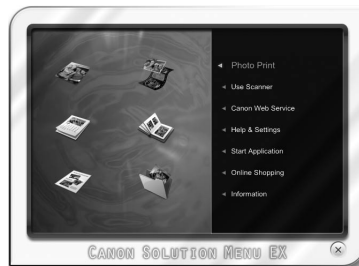 Photo Print
Use Scanner
Canon Web Service
Help & Settings
Start Application
Online Shopping
Information
CANON SOLUTION MENU EX